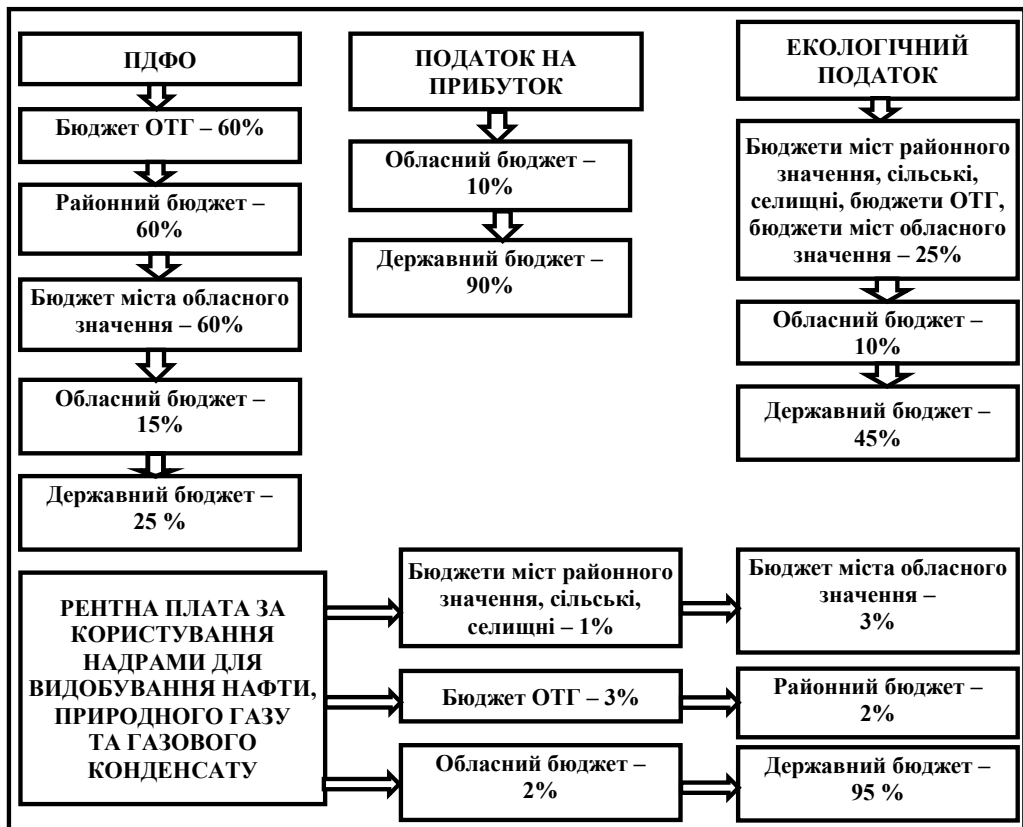 ПДФО
Бюджет ОТГ – 60%
Районний бюджет –
60%
Бюджет міста обласного
значення – 60%
Обласний бюджет –
15%
Державний бюджет –
25 %
ПОДАТОК НА
ПРИБУТОК
Обласний бюджет –
10%
Державний бюджет –
90%
ЕКОЛОГІЧНИЙ
ПОДАТОК
Бюджети міст районного
значення, сільські,
селищні, бюджети ОТГ,
бюджети міст обласного
значення – 25%
Обласний бюджет –
10%
Державний бюджет –
45%
РЕНТНА ПЛАТА ЗА
КОРИСТУВАННЯ
НАДРАМИ ДЛЯ
ВИДОБУВАННЯ НАФТИ,
ПРИРОДНОГО ГАЗУ
ТА ГАЗОВОГО
КОНДЕНСАТУ
Бюджети міст районного
значення, сільські,
селищні – 1%
Бюджет міста обласного
значення –
3%
Бюджет ОТГ – 3%
Районний бюджет –
2%
Обласний бюджет –
2%
Державний бюджет –
95 %